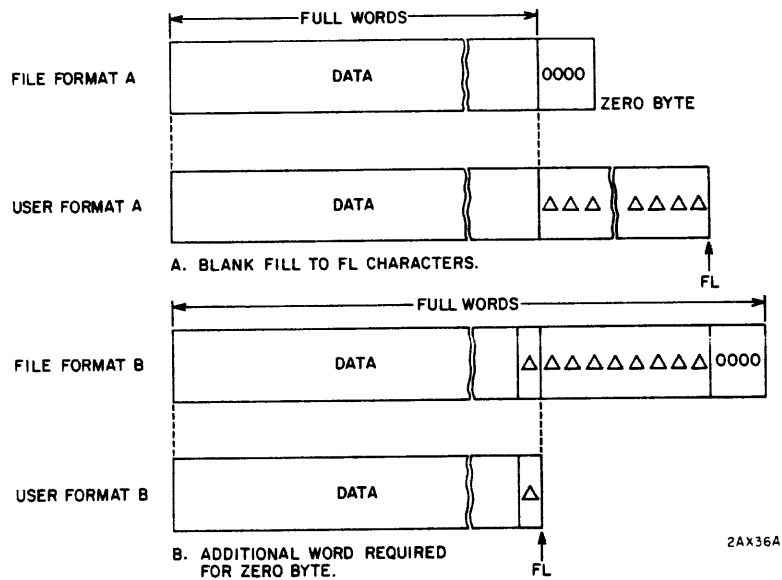 FULL WORDS
FILE FORMAT A
DATA
0000
ZERO BYTE
USER FORMAT A
DATA
Δ Δ Δ Δ Δ Δ Δ
A. BLANK FILL TO FL CHARACTERS.
FL
FULL WORDS
FILE FORMAT B
DATA
Δ Δ Δ Δ Δ Δ Δ Δ Δ 0000
USER FORMAT B
DATA
Δ
B. ADDITIONAL WORD REQUIRED
FOR ZERO BYTE.
FL
2AX36A